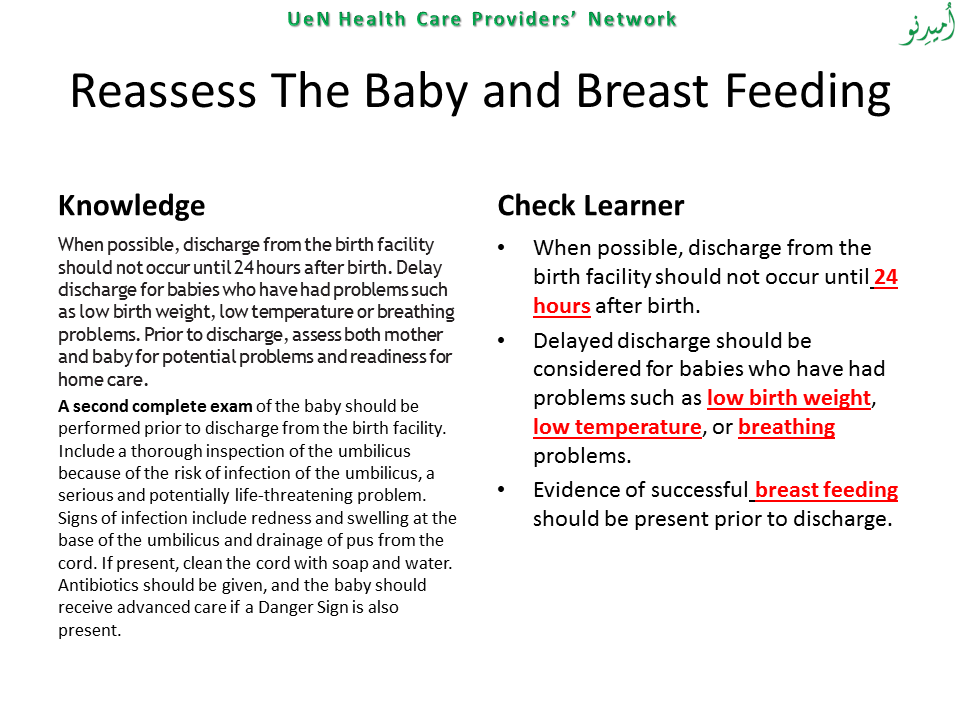 UeN Health Care Providers’ Network
اُمیدِنو
Reassess The Baby and Breast Feeding
Knowledge
When possible, discharge from the birth facility
should not occur until 24 hours after birth. Delay
discharge for babies who have had problems such
as low birth weight, low temperature or breathing
problems. Prior to discharge, assess both mother
and baby for potential problems and readiness for
home care.
A second complete exam of the baby should be
performed prior to discharge from the birth facility.
Include a thorough inspection of the umbilicus
because of the risk of infection of the umbilicus, a
serious and potentially life-threatening problem.
Signs of infection include redness and swelling at the
base of the umbilicus and drainage of pus from the
cord. If present, clean the cord with soap and water.
Antibiotics should be given, and the baby should
receive advanced care if a Danger Sign is also
present.
Check Learner
• When possible, discharge from the
birth facility should not occur until 24
hours after birth.
• Delayed discharge should be
considered for babies who have had
problems such as low birth weight,
low temperature, or breathing
problems.
• Evidence of successful breast feeding
should be present prior to discharge.